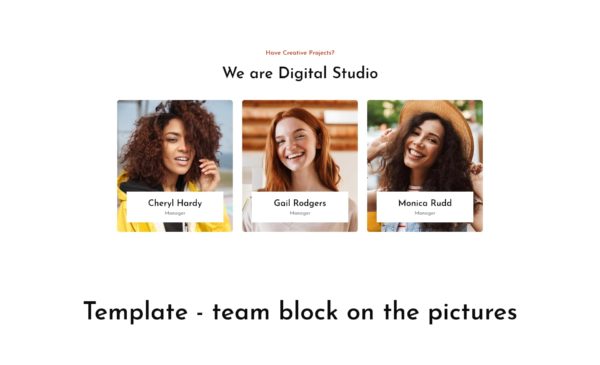 Have Creative Projects?
We are Digital Studio
Cheryl Hardy
Manager
Gail Rodgers
Manager
Monica Rudd
Manager
Template - team block on the pictures